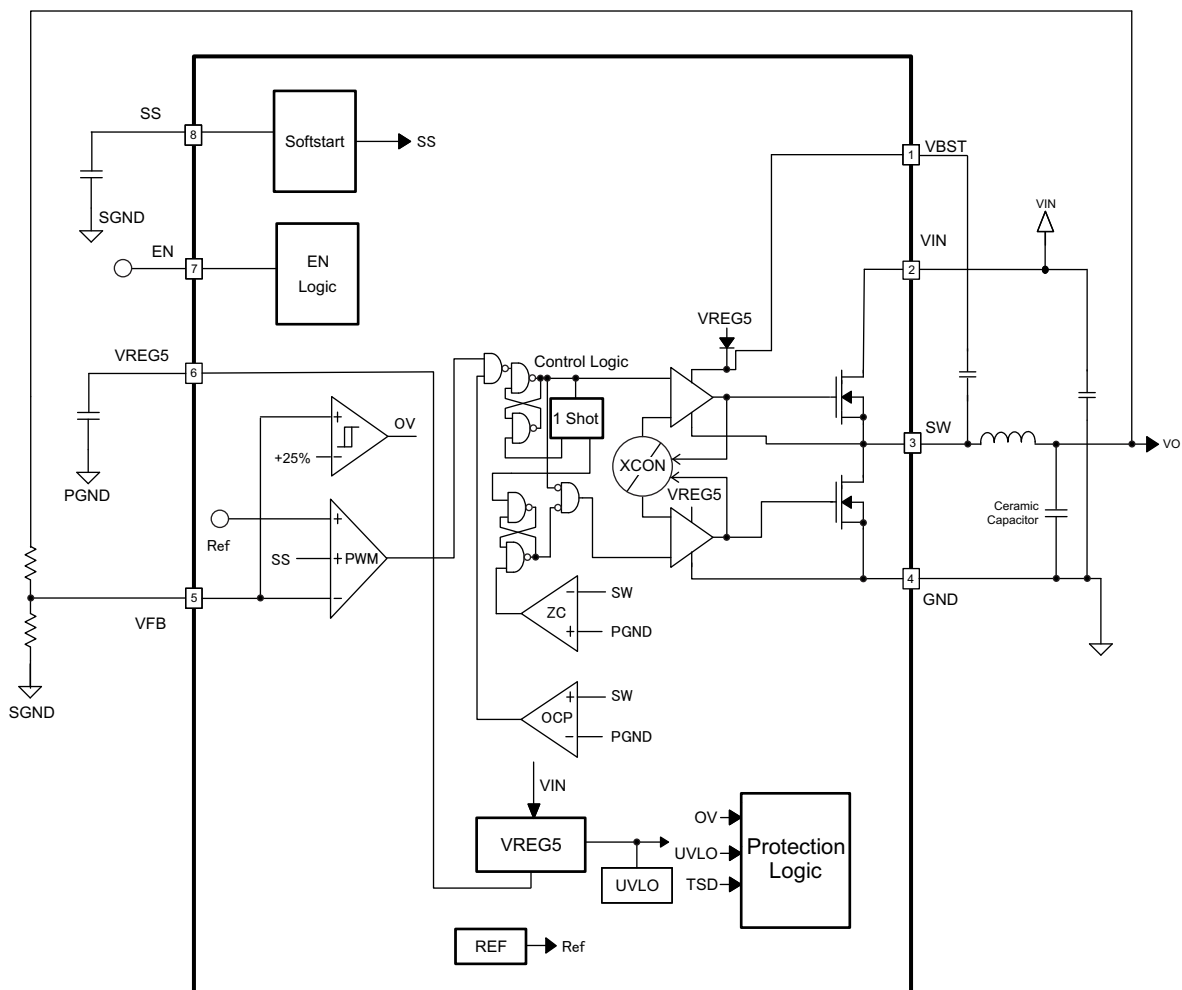 SS
8
Softstart
SS
SGND
EN
7
EN
Logic
1
VBST
VIN
VIN
2
VREG5
6
VREG5
Control Logic
1 Shot
+
OV
+25%
−
PGND
XCON
VREG5
SW
3
VO
Ceramic
Capacitor
Ref
+
SS
+
PWM
−
5
VFB
4
GND
SGND
−
SW
ZC
+
PGND
+
SW
OCP
−
PGND
VIN
VREG5
UVLO
OV
UVLO
TSD
Protection
Logic
REF
Ref